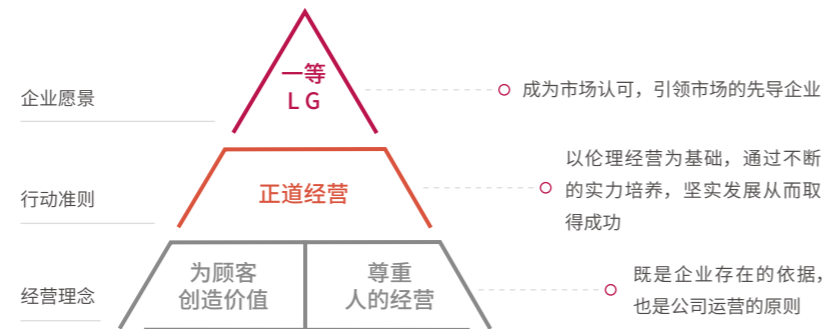 一等
LG
企业愿景
成为市场认可，引领市场的先导企业
正道经营
行动准则
以伦理经营为基础，通过不断
的实力培养，坚实发展从而取
得成功
为顾客
创造价值
尊重
人的经营
经营理念
既是企业存在的依据，
也是公司运营的原则